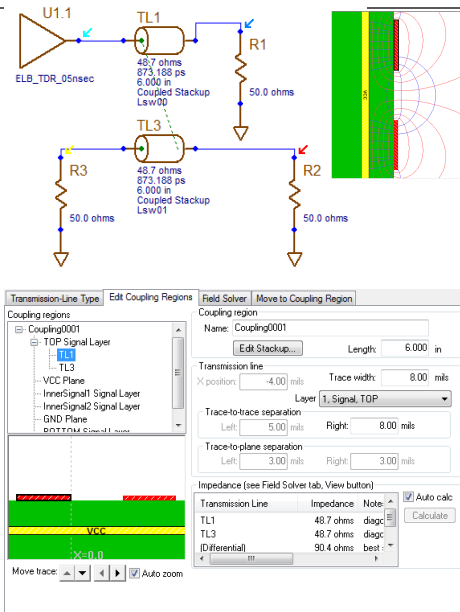 U1.1
TL1
R1
ELB_TDR_05nsec
48.7 ohms
873.188 ps
6.000 in
Coupled Stackup
Lsw00
50.0 ohms
VCC
TL3
R3
R2
48.7 ohms
873.188 ps
6.000 in
Coupled Stackup
Lsw01
50.0 ohms
50.0 ohms
Transmission-Line Type
Edit Coupling Regions
Field Solver
Move to Coupling Region
Coupling regions
Coupling0001
TOP Signal Layer
TL1
TL3
VCC Plane
InnerSignal1 Signal Layer
InnerSignal2 Signal Layer
GND Plane
BOTTOM Signal Layer
VCC
X=0.0
Move trace:
Auto zoom
Coupling region
Name: Coupling0001
Edit Stackup...
Length: 6.000 in
Transmission line
X position: -4.00 mils
Trace width: 8.00 mils
Layer 1, Signal, TOP
Trace-to-trace separation
Left: 5.00 mils Right: 8.00 mils
Trace-to-plane separation
Left: 3.00 mils Right: 3.00 mils
Impedance (see Field Solver tab, View button)
Transmission Line Impedance Note
TL1 48.7 ohms diagc
TL3 48.7 ohms diagc
(Differential) 90.4 ohms best
Auto calc
Calculate